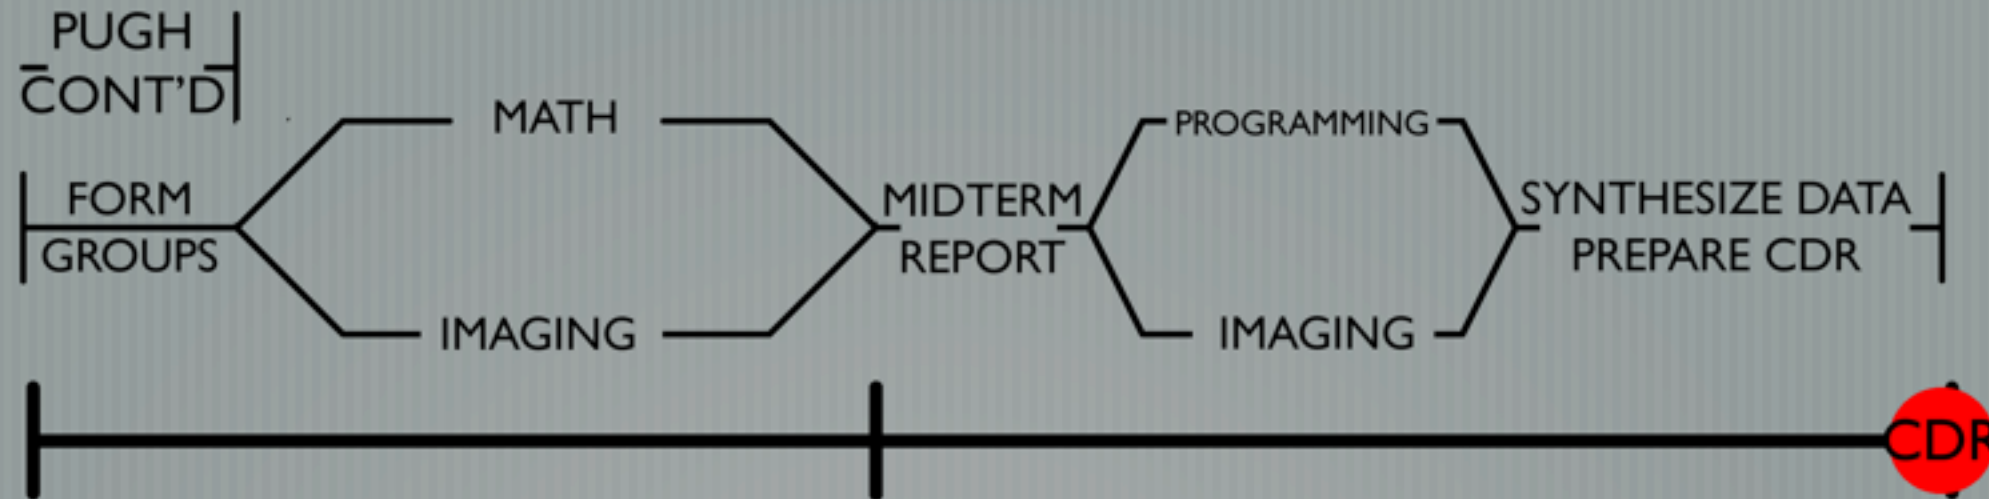 PUGH
CONT'D
MATH
PROGRAMMING
FORM
GROUPS
MIDTERM
REPORT
SYNTHESIZE DATA
PREPARE CDR
IMAGING
IMAGING
CDR